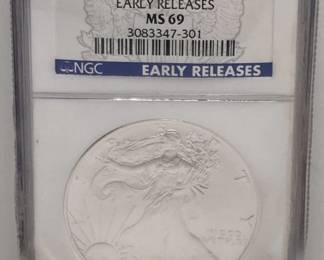 EARLY RELEASES
MS 69
3083347-301
NGC EARLY RELEASES
T Y